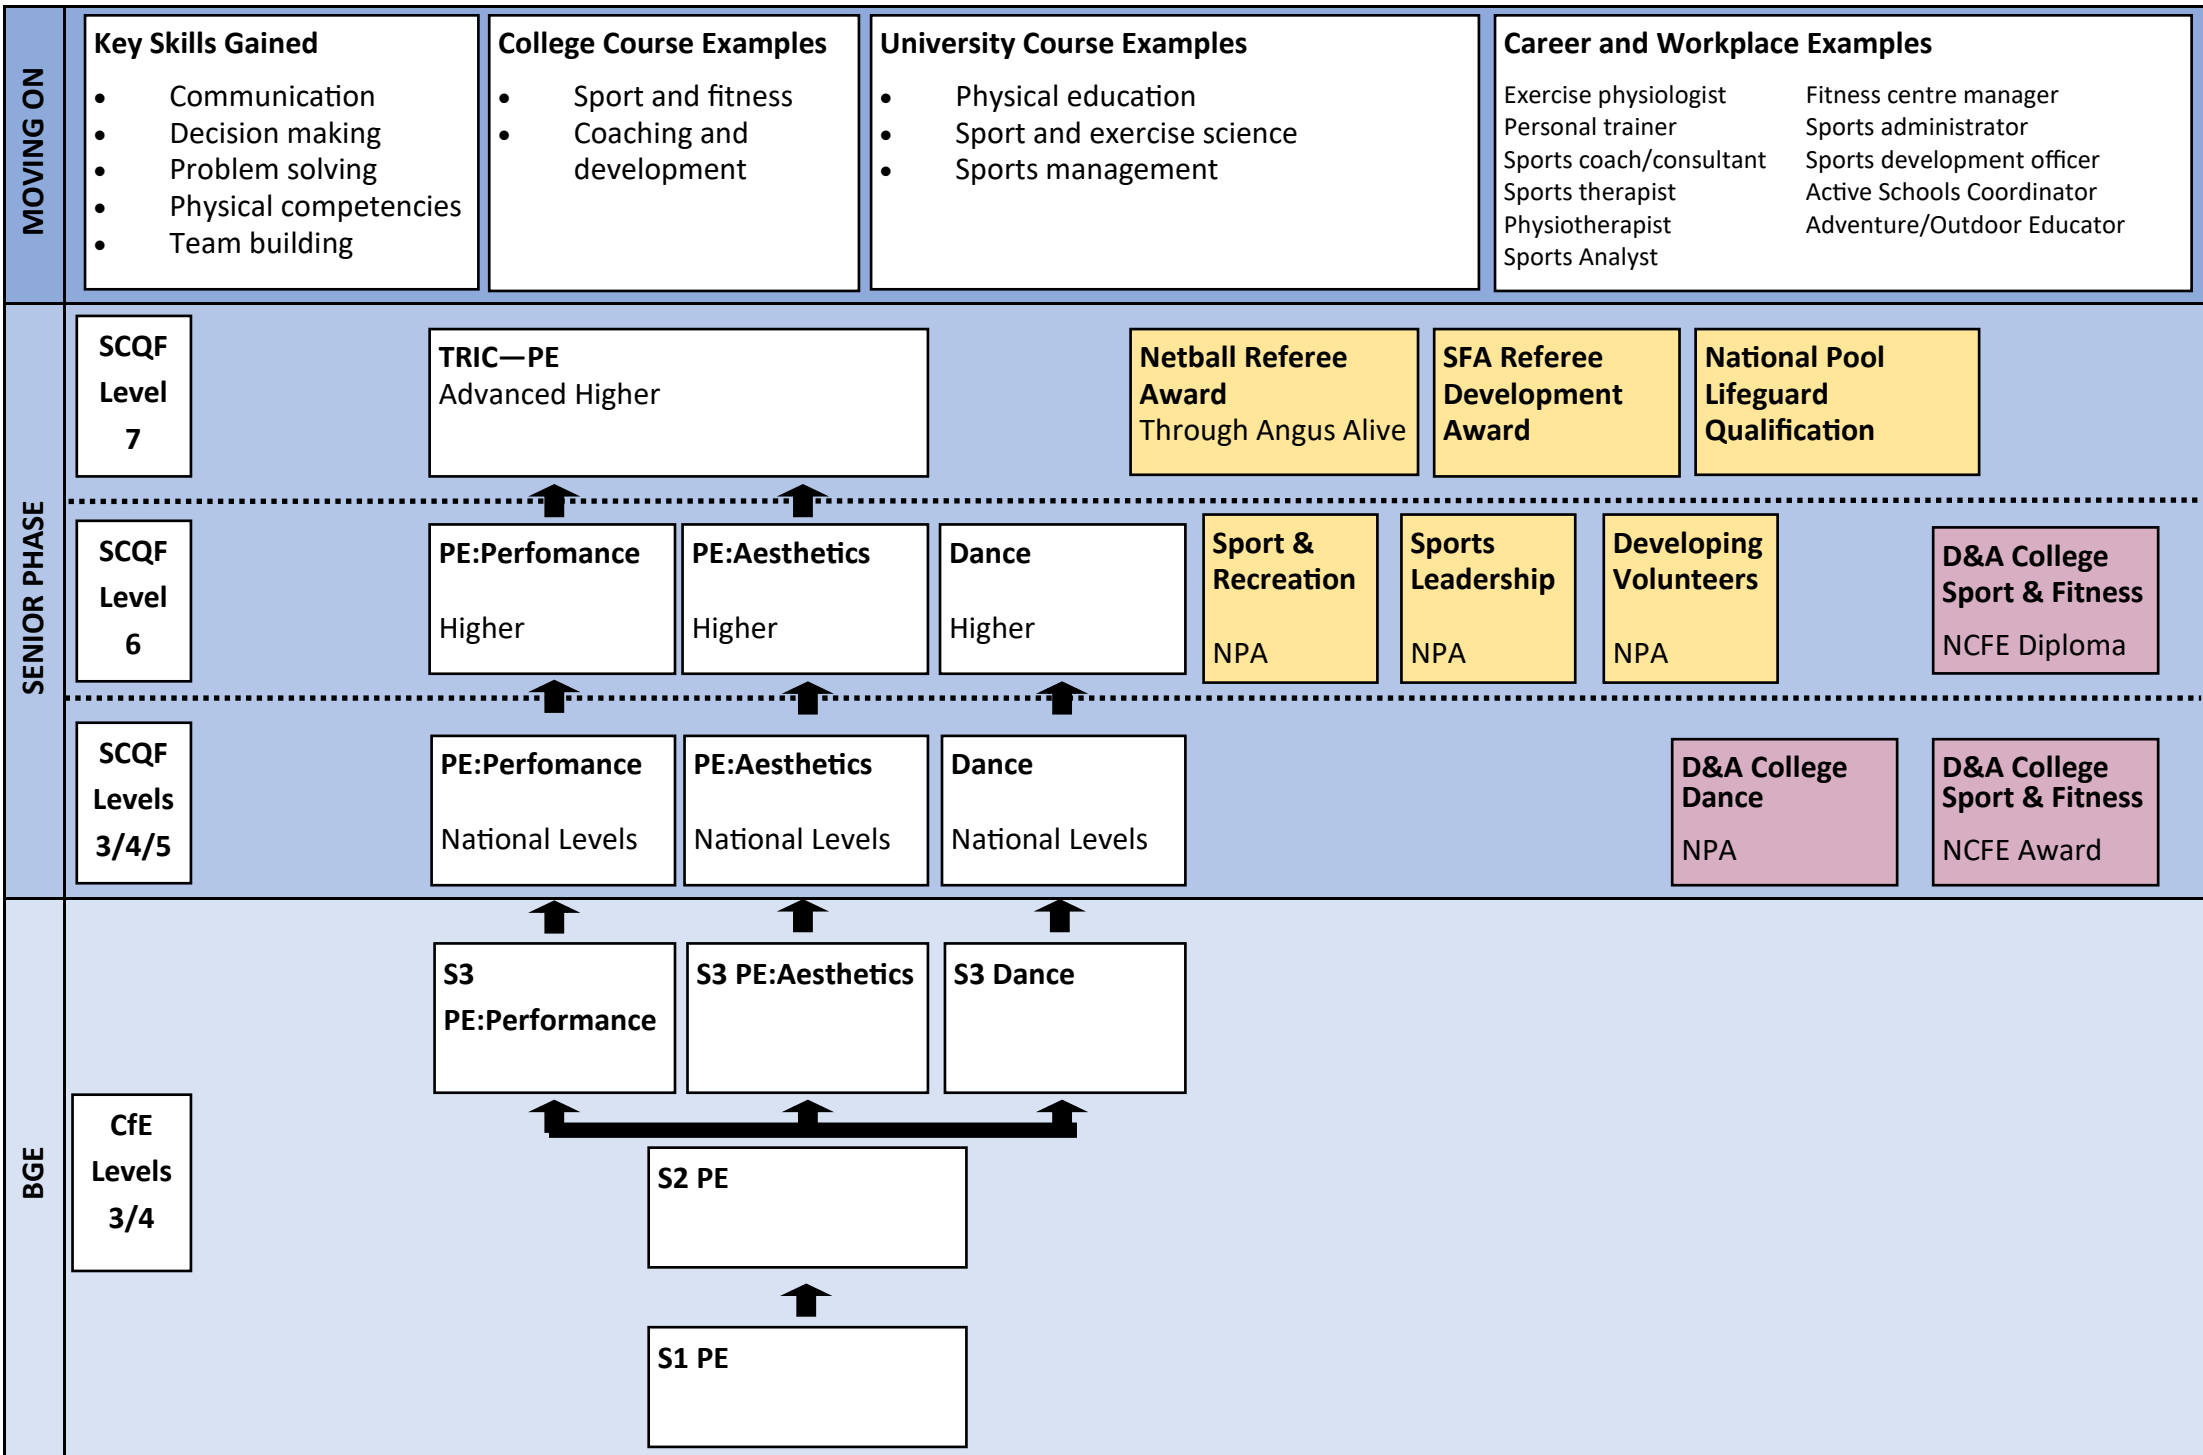 MOVING ON
Key Skills Gained
• Communication
• Decision making
• Problem solving
• Physical competencies
• Team building
College Course Examples
• Sport and fitness
• Coaching and
development
University Course Examples
• Physical education
• Sport and exercise science
• Sports management
Career and Workplace Examples
Exercise physiologist
Personal trainer
Sports coach/consultant
Sports therapist
Physiotherapist
Sports Analyst
Fitness centre manager
Sports administrator
Sports development officer
Active Schools Coordinator
Adventure/Outdoor Educator
SENIOR PHASE
SCQF
Level
7
TRIC—PE
Advanced Higher
Netball Referee
Award
Through Angus Alive
SFA Referee
Development
Award
National Pool
Lifeguard
Qualification
SCQF
Level
6
PE:Perfomance
Higher
PE:Aesthetics
Higher
Dance
Higher
Sport &
Recreation
NPA
Sports
Leadership
NPA
Developing
Volunteers
NPA
D&A College
Sport & Fitness
NCFE Diploma
SCQF
Levels
3/4/5
PE:Perfomance
National Levels
PE:Aesthetics
National Levels
Dance
National Levels
D&A College
Dance
NPA
D&A College
Sport & Fitness
NCFE Award
BGE
CfE
Levels
3/4
S3
PE:Performance
S3 PE:Aesthetics
S3 Dance
S2 PE
S1 PE